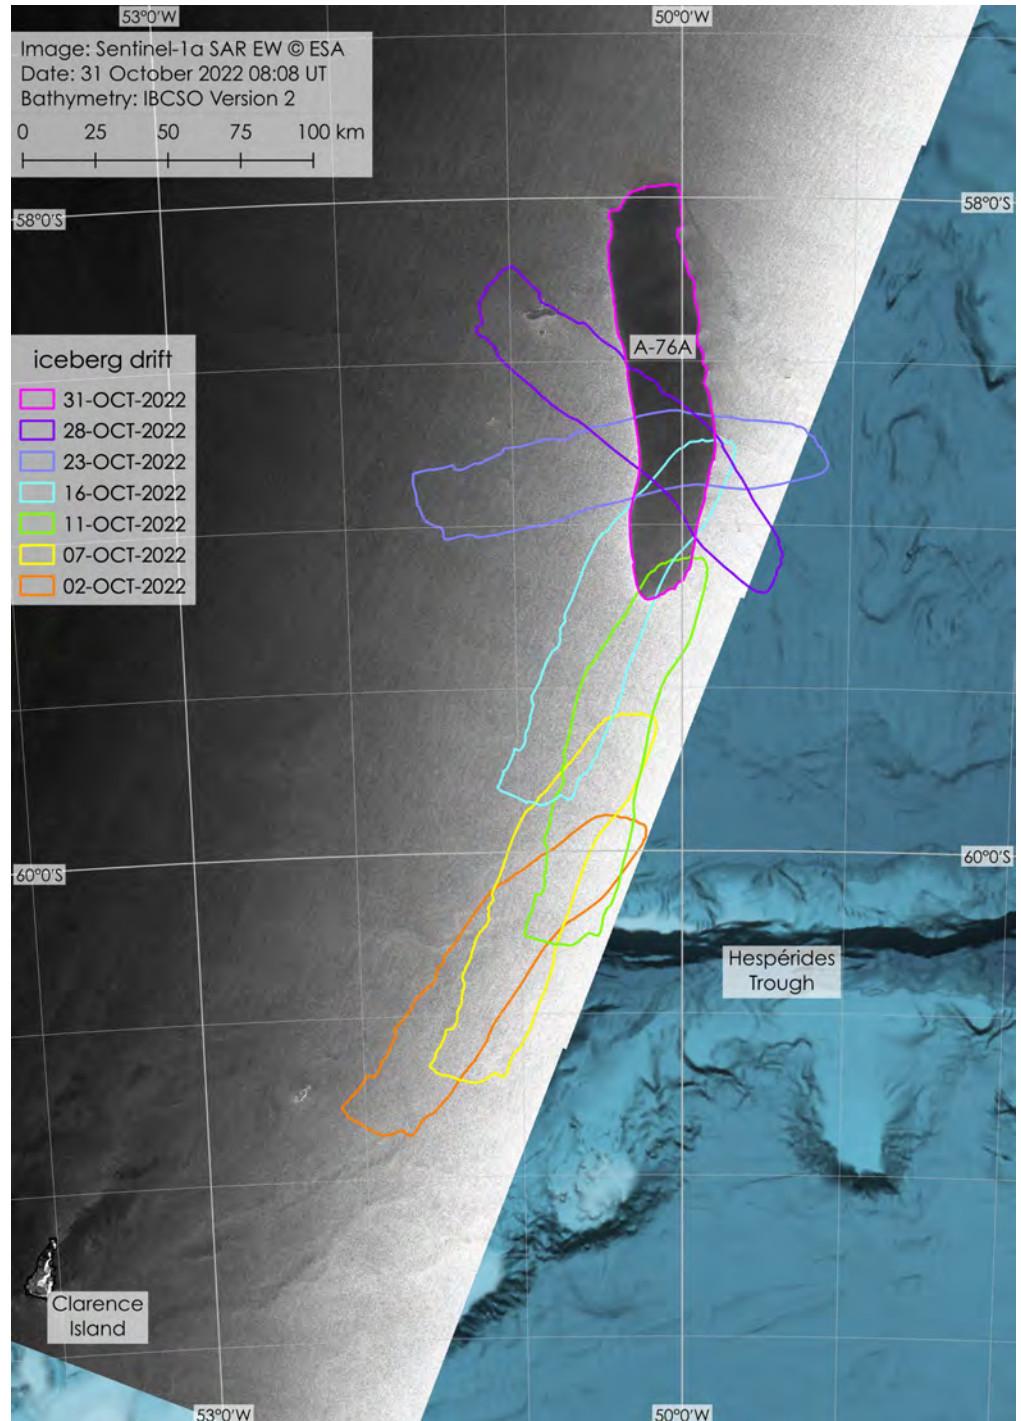 53°0'W
50°0'W
Image: Sentinel-1a SAR EW © ESA
Date: 31 October 2022 08:08 UT
Bathymetry: IBCSO Version 2
0 25 50 75 100 km
58°0'S
58°0'S
A-76A
iceberg drift
31-OCT-2022
28-OCT-2022
23-OCT-2022
16-OCT-2022
11-OCT-2022
07-OCT-2022
02-OCT-2022
60°0'S
60°0'S
Hespérides
Trough
Clarence
Island
53°0'W
50°0'W